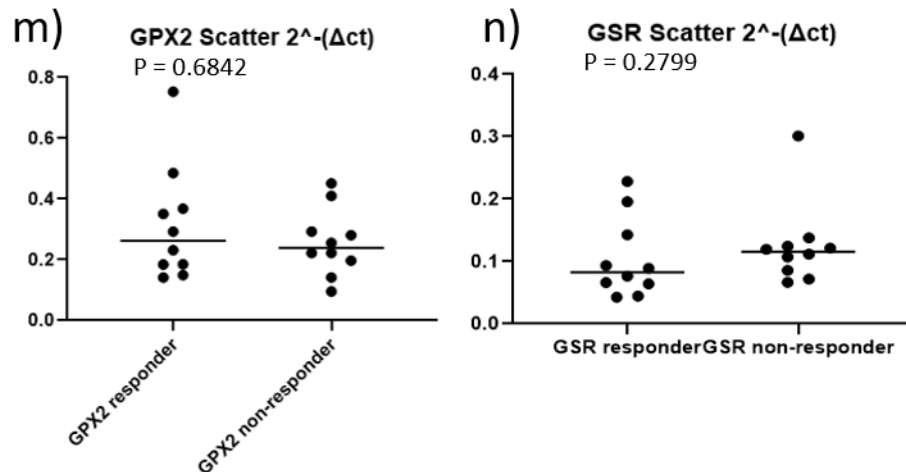 m)
GPX2 Scatter 2^-(Δct)
P = 0.6842
0.8
0.6
0.4
0.2
0.0
GPX2 responder
GPX2 non-responder
n)
GSR Scatter 2^-(Δct)
P = 0.2799
0.4
0.3
0.2
0.1
0.0
GSR responder
GSR non-responder